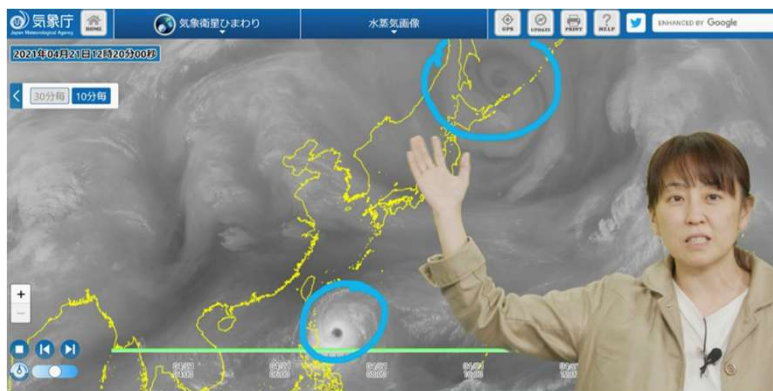 気象庁
Japan Meteorological Agency
HOME
気象衛星ひまわり
水蒸気画像
GPS
UPDATE
PRINT
HELP
ENHANCED BY Google
2021年04月21日12時20分00秒
30分毎
10分毎
+
−